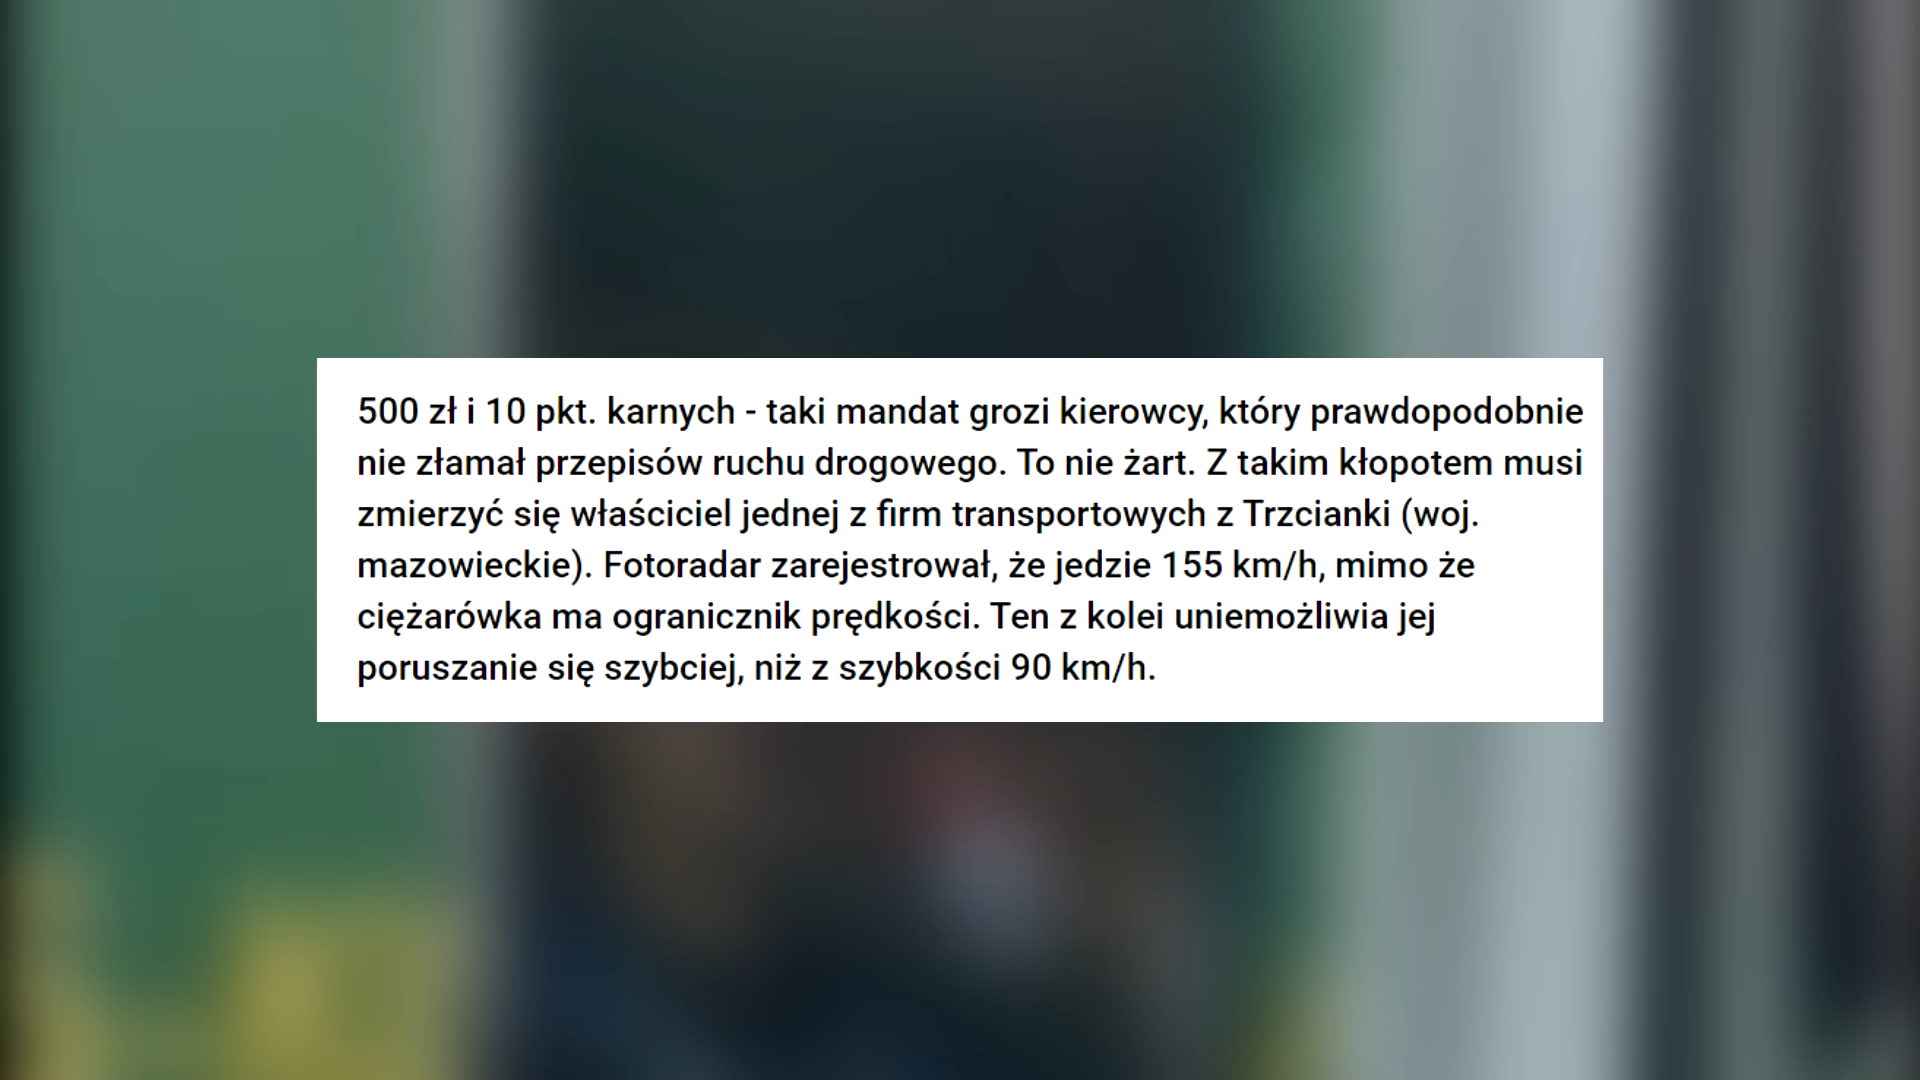 500 zł i 10 pkt. karnych - taki mandat grozi kierowcy, który prawdopodobnie
nie złamał przepisów ruchu drogowego. To nie żart. Z takim kłopotem musi
zmierzyć się właściciel jednej z firm transportowych z Trzcianki (woj.
mazowieckie). Fotoradar zarejestrował, że jedzie 155 km/h, mimo że
ciężarówka ma ogranicznik prędkości. Ten z kolei uniemożliwia jej
poruszanie się szybciej, niż z szybkości 90 km/h.